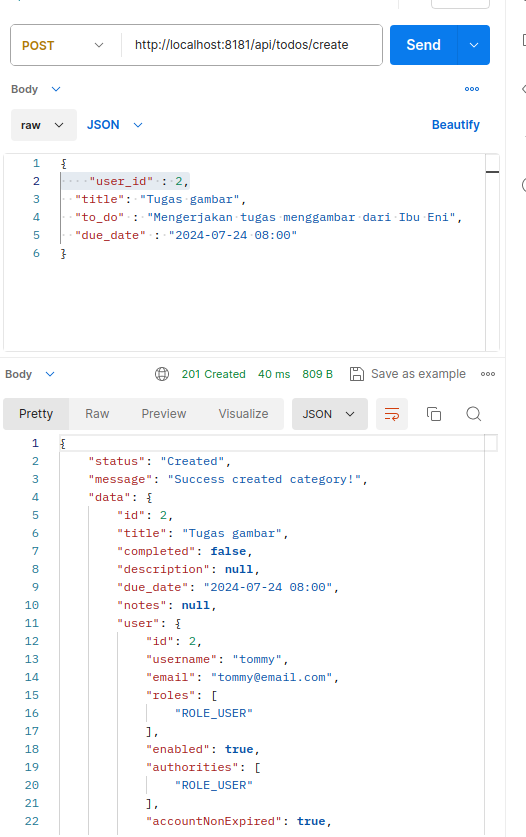 POST http://localhost:8181/api/todos/create Send
Body
raw JSON Beautify
1 {
2 "user_id" : 2,
3 "title": "Tugas gambar",
4 "to_do" : "Mengerjakan tugas menggambar dari Ibu Eni",
5 "due_date" : "2024-07-24 08:00"
6 }
Body 201 Created 40 ms 809 B Save as example
Pretty Raw Preview Visualize JSON
1 {
2 "status": "Created",
3 "message": "Success created category!",
4 "data": {
5 "id": 2,
6 "title": "Tugas gambar",
7 "completed": false,
8 "description": null,
9 "due_date": "2024-07-24 08:00",
10 "notes": null,
11 "user": {
12 "id": 2,
13 "username": "tommy",
14 "email": "tommy@email.com",
15 "roles": [
16 "ROLE_USER"
17 ],
18 "enabled": true,
19 "authorities": [
20 "ROLE_USER"
21 ],
22 "accountNonExpired": true,